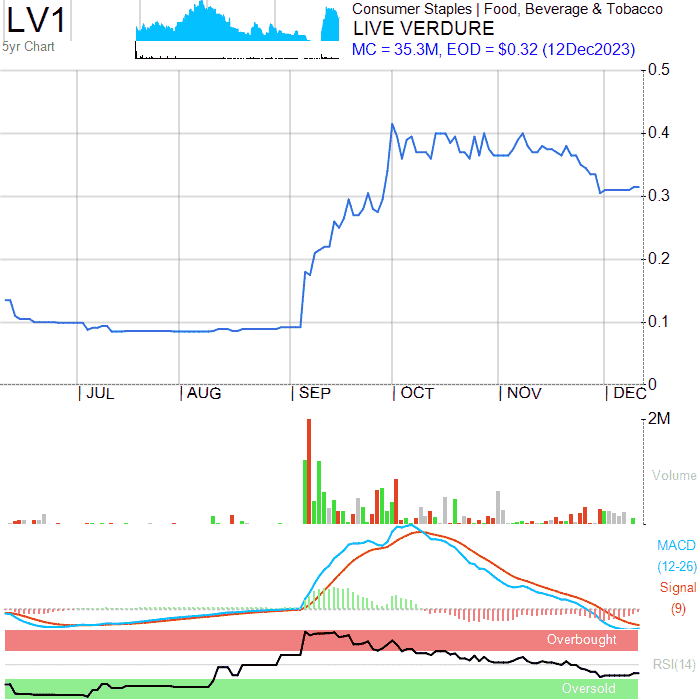 LV1
5yr Chart
Consumer Staples | Food, Beverage & Tobacco
LIVE VERDURE
MC = 35.3M, EOD = $0.32 (12Dec2023)
0.5
0.4
0.3
0.2
0.1
0
| JUL | AUG | SEP | OCT | NOV | DEC
2M
Volume
MACD
(12-26)
Signal
(9)
Overbought
RSI(14)
Oversold